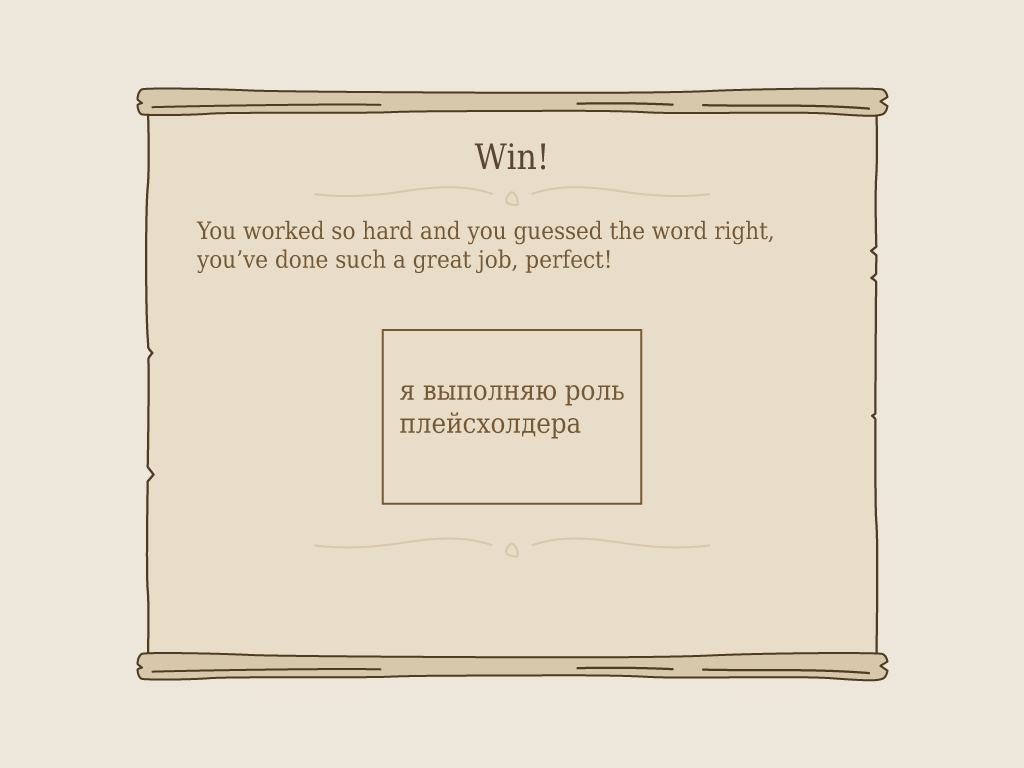 Win!
You worked so hard and you guessed the word right,
you’ve done such a great job, perfect!
я выполняю роль
плейсхолдера